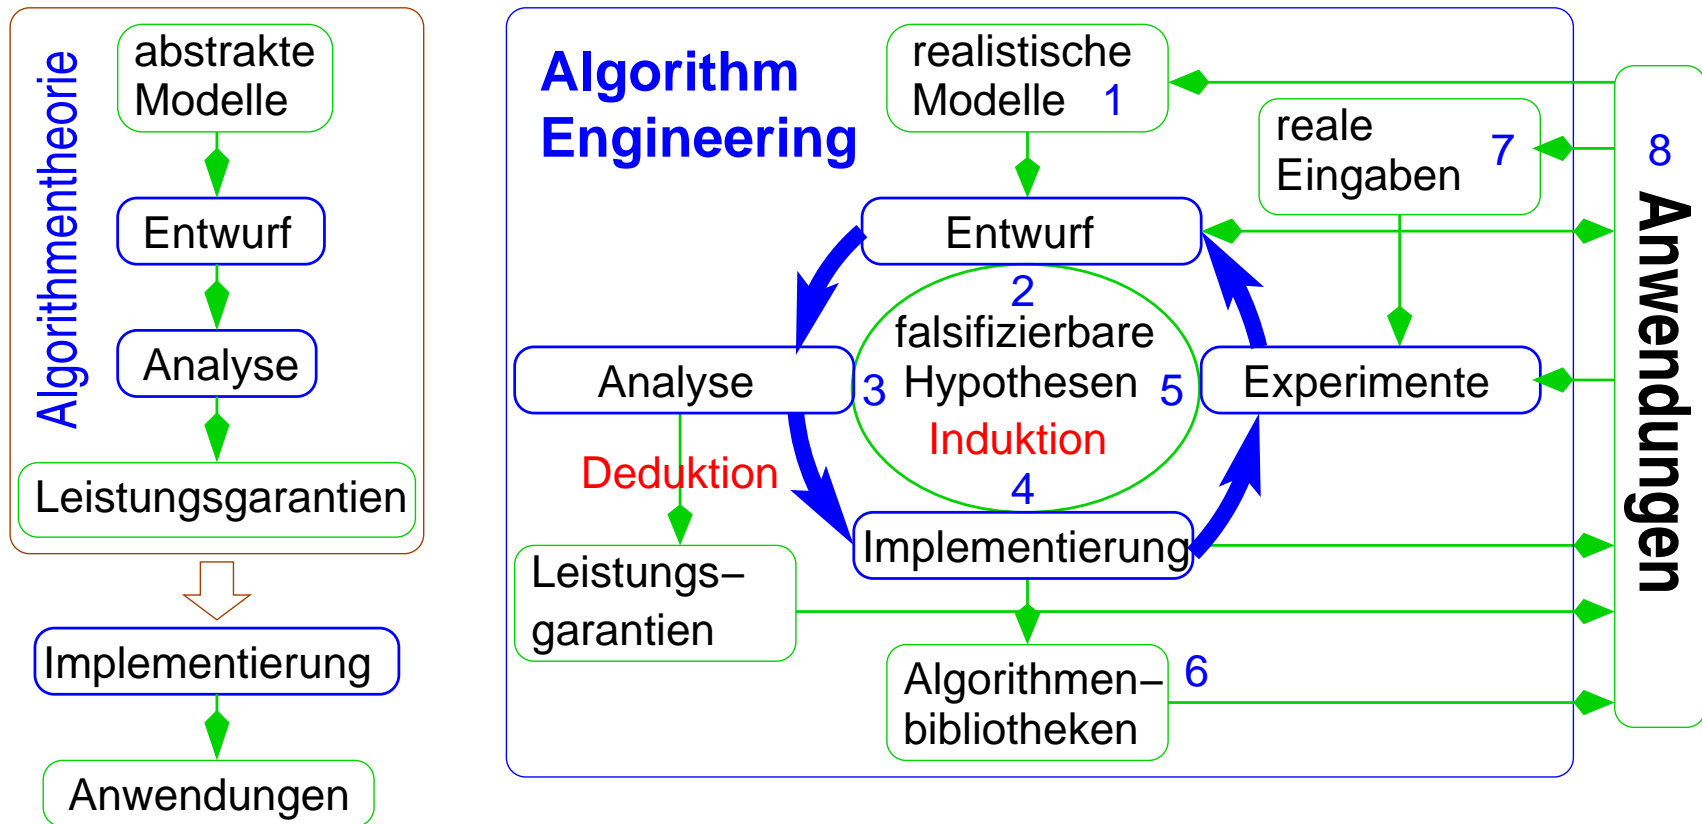 Algorithmentheorie
abstrakte
Modelle
Entwurf
Analyse
Leistungsgarantien
Implementierung
Anwendungen
Algorithm
Engineering
realistische
Modelle 1
reale
Eingaben 7
Entwurf
2
falsifizierbare
Hypothesen
Induktion
4
Analyse
3
5
Experimente
Deduktion
Implementierung
Leistungs–
garantien
Algorithmen–
bibliotheken
6
8
Anwendungen